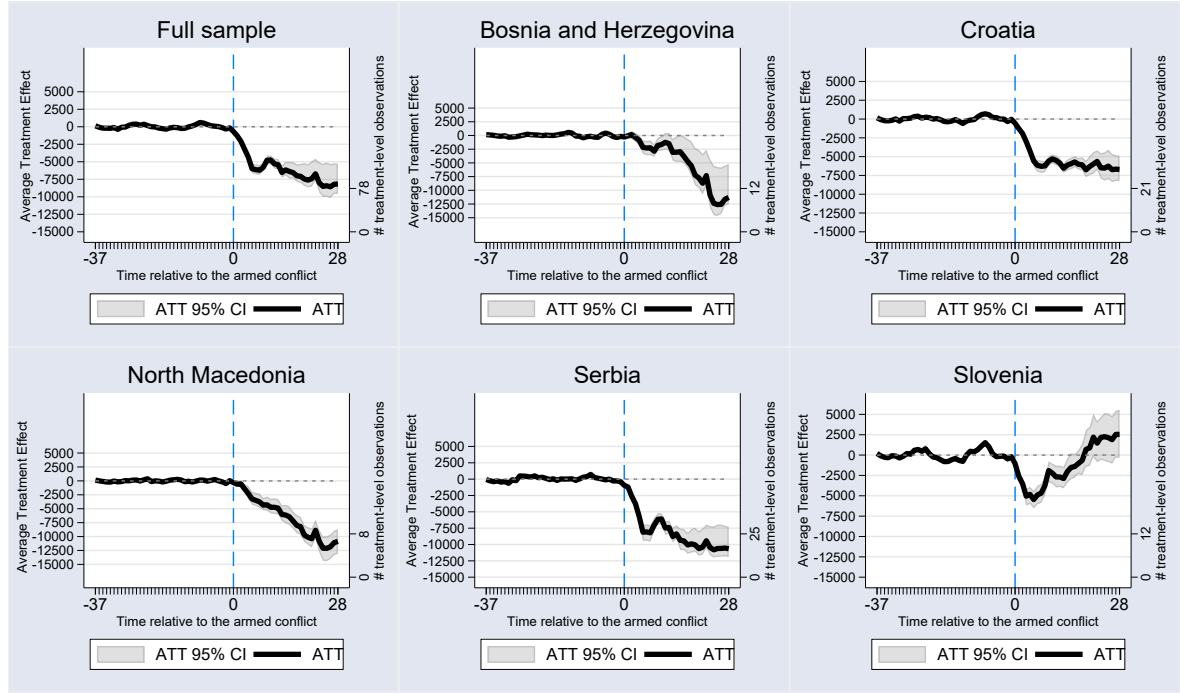 Full sample
Average Treatment Effect
5000
2500
0
-2500
-5000
-7500
-10000
-12500
-15000
78
0
# treatment-level observations
-37 0 28
Time relative to the armed conflict
ATT 95% CI ATT
Bosnia and Herzegovina
Average Treatment Effect
5000
2500
0
-2500
-5000
-7500
-10000
-12500
-15000
12
0
# treatment-level observations
-37 0 28
Time relative to the armed conflict
ATT 95% CI ATT
Croatia
Average Treatment Effect
5000
2500
0
-2500
-5000
-7500
-10000
-12500
-15000
21
0
# treatment-level observations
-37 0 28
Time relative to the armed conflict
ATT 95% CI ATT
North Macedonia
Average Treatment Effect
5000
2500
0
-2500
-5000
-7500
-10000
-12500
-15000
8
0
# treatment-level observations
-37 0 28
Time relative to the armed conflict
ATT 95% CI ATT
Serbia
Average Treatment Effect
5000
2500
0
-2500
-5000
-7500
-10000
-12500
-15000
25
0
# treatment-level observations
-37 0 28
Time relative to the armed conflict
ATT 95% CI ATT
Slovenia
Average Treatment Effect
5000
2500
0
-2500
-5000
-7500
-10000
-12500
-15000
12
0
# treatment-level observations
-37 0 28
Time relative to the armed conflict
ATT 95% CI ATT